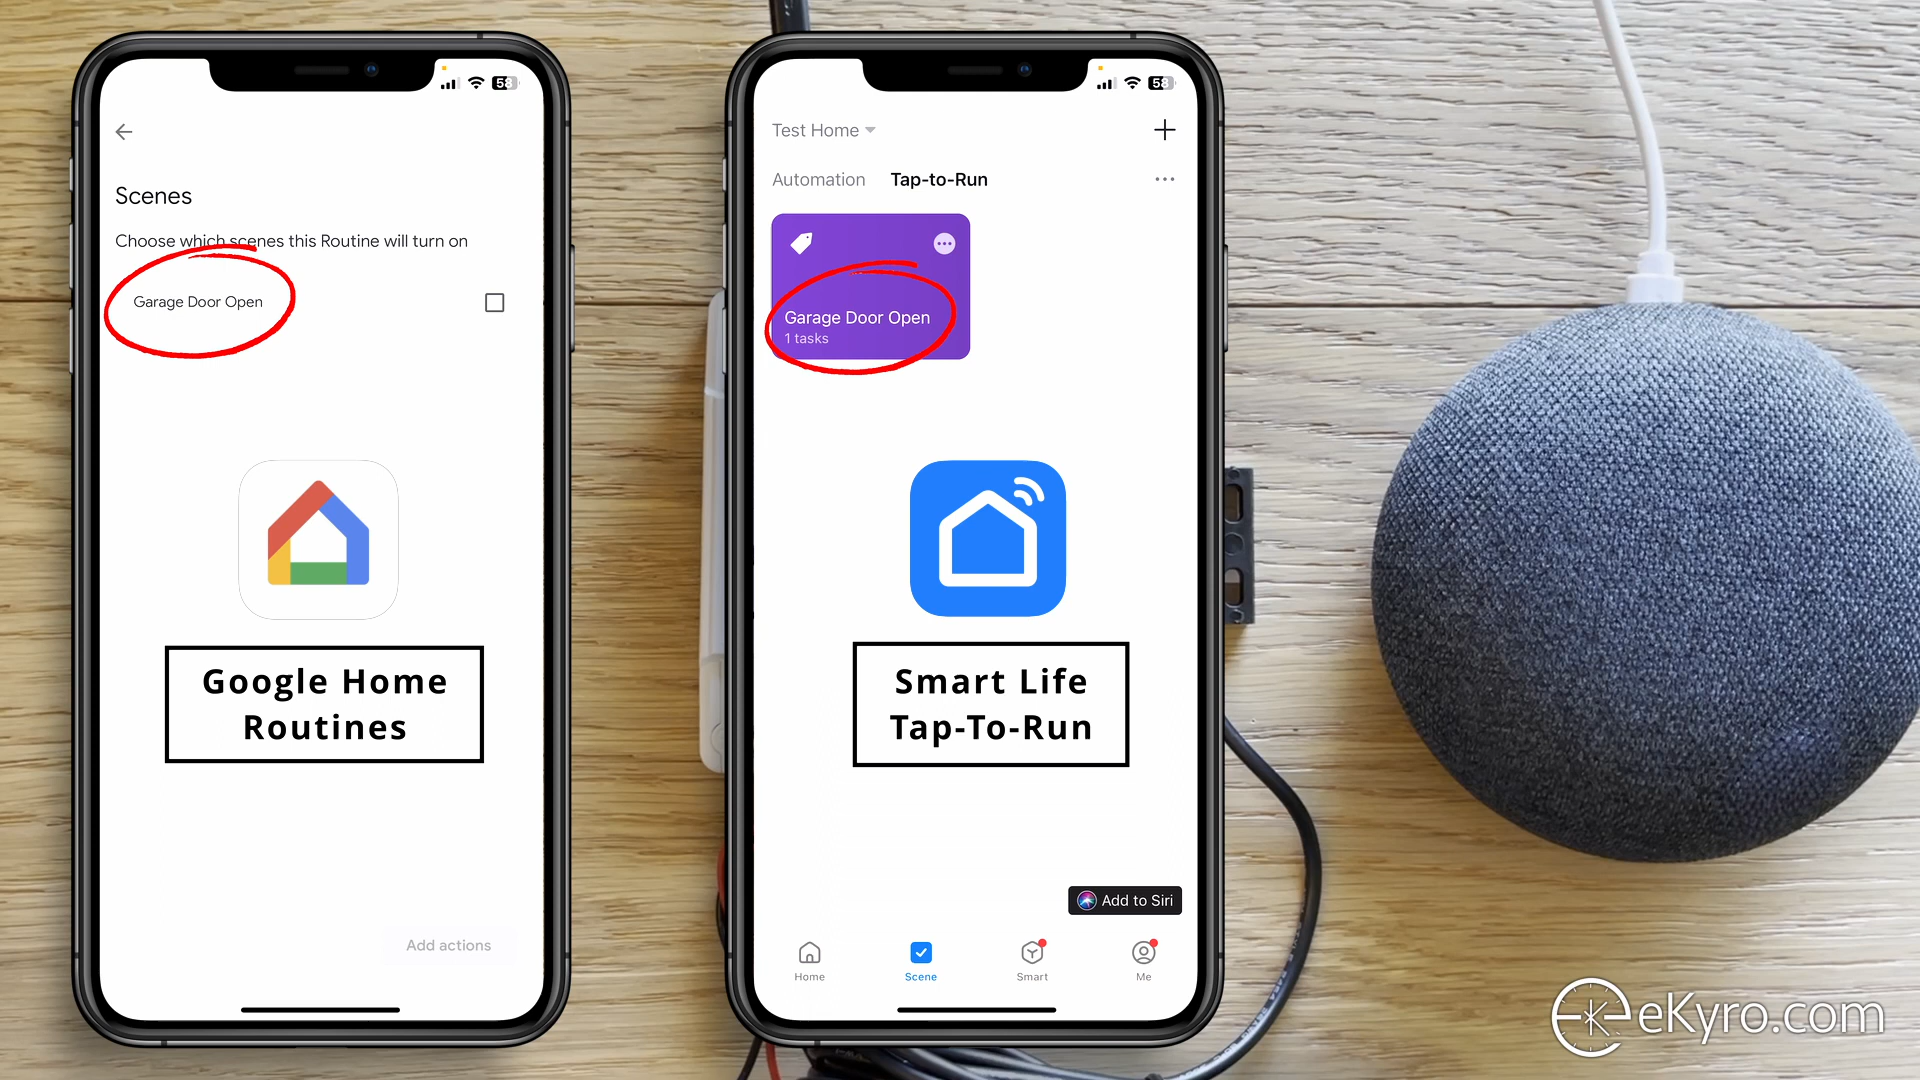 58
Scenes
Choose which scenes this Routine will turn on
Garage Door Open
Google Home
Routines
Add actions
58
Test Home
Automation Tap-to-Run
Garage Door Open
1 tasks
Smart Life
Tap-To-Run
Add to Siri
Home Scene Smart Me
eKyro.com